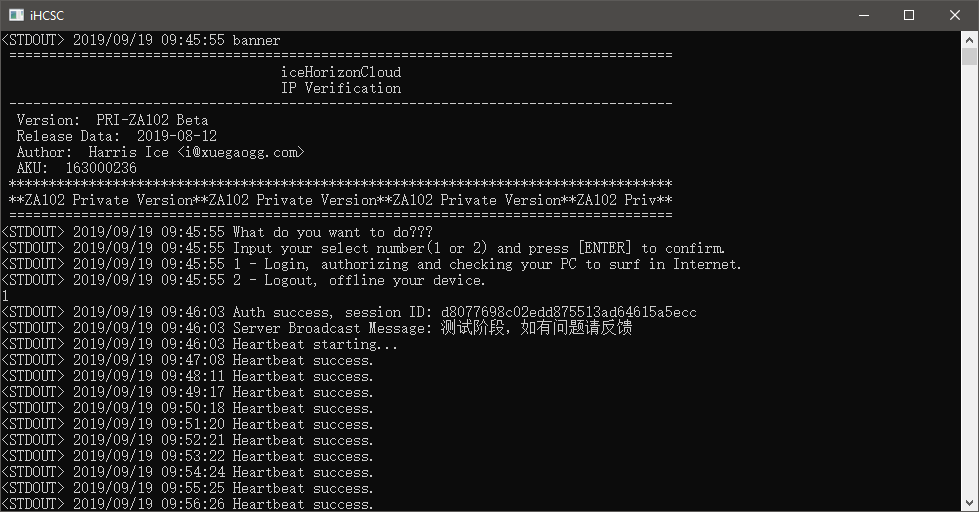 iHCSC
<STDOUT> 2019/09/19 09:45:55 banner
===================================================================================
iceHorizonCloud
IP Verification
-----------------------------------------------------------------------------------
Version:  PRI-ZA102 Beta
Release Data:  2019-08-12
Author:  Harris Ice <i@xuegaogg.com>
AKU:  163000236
***********************************************************************************
**ZA102 Private Version**ZA102 Private Version**ZA102 Private Version**ZA102 Priv**
===================================================================================
<STDOUT> 2019/09/19 09:45:55 What do you want to do???
<STDOUT> 2019/09/19 09:45:55 Input your select number(1 or 2) and press [ENTER] to confirm.
<STDOUT> 2019/09/19 09:45:55 1 - Login, authorizing and checking your PC to surf in Internet.
<STDOUT> 2019/09/19 09:45:55 2 - Logout, offline your device.
1
<STDOUT> 2019/09/19 09:46:03 Auth success, session ID: d8077698c02edd875513ad64615a5ecc
<STDOUT> 2019/09/19 09:46:03 Server Broadcast Message: 测试阶段，如有问题请反馈
<STDOUT> 2019/09/19 09:46:03 Heartbeat starting...
<STDOUT> 2019/09/19 09:47:08 Heartbeat success.
<STDOUT> 2019/09/19 09:48:11 Heartbeat success.
<STDOUT> 2019/09/19 09:49:17 Heartbeat success.
<STDOUT> 2019/09/19 09:50:18 Heartbeat success.
<STDOUT> 2019/09/19 09:51:20 Heartbeat success.
<STDOUT> 2019/09/19 09:52:21 Heartbeat success.
<STDOUT> 2019/09/19 09:53:22 Heartbeat success.
<STDOUT> 2019/09/19 09:54:24 Heartbeat success.
<STDOUT> 2019/09/19 09:55:25 Heartbeat success.
<STDOUT> 2019/09/19 09:56:26 Heartbeat success.